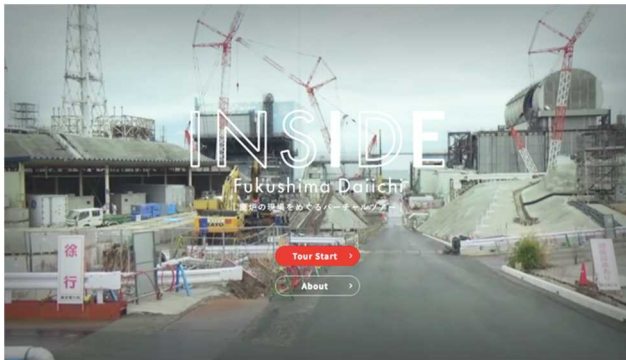 INSIDE
Fukushima Daiichi
廃炉の現場をめぐるバーチャルツアー
Tour Start
About
徐行